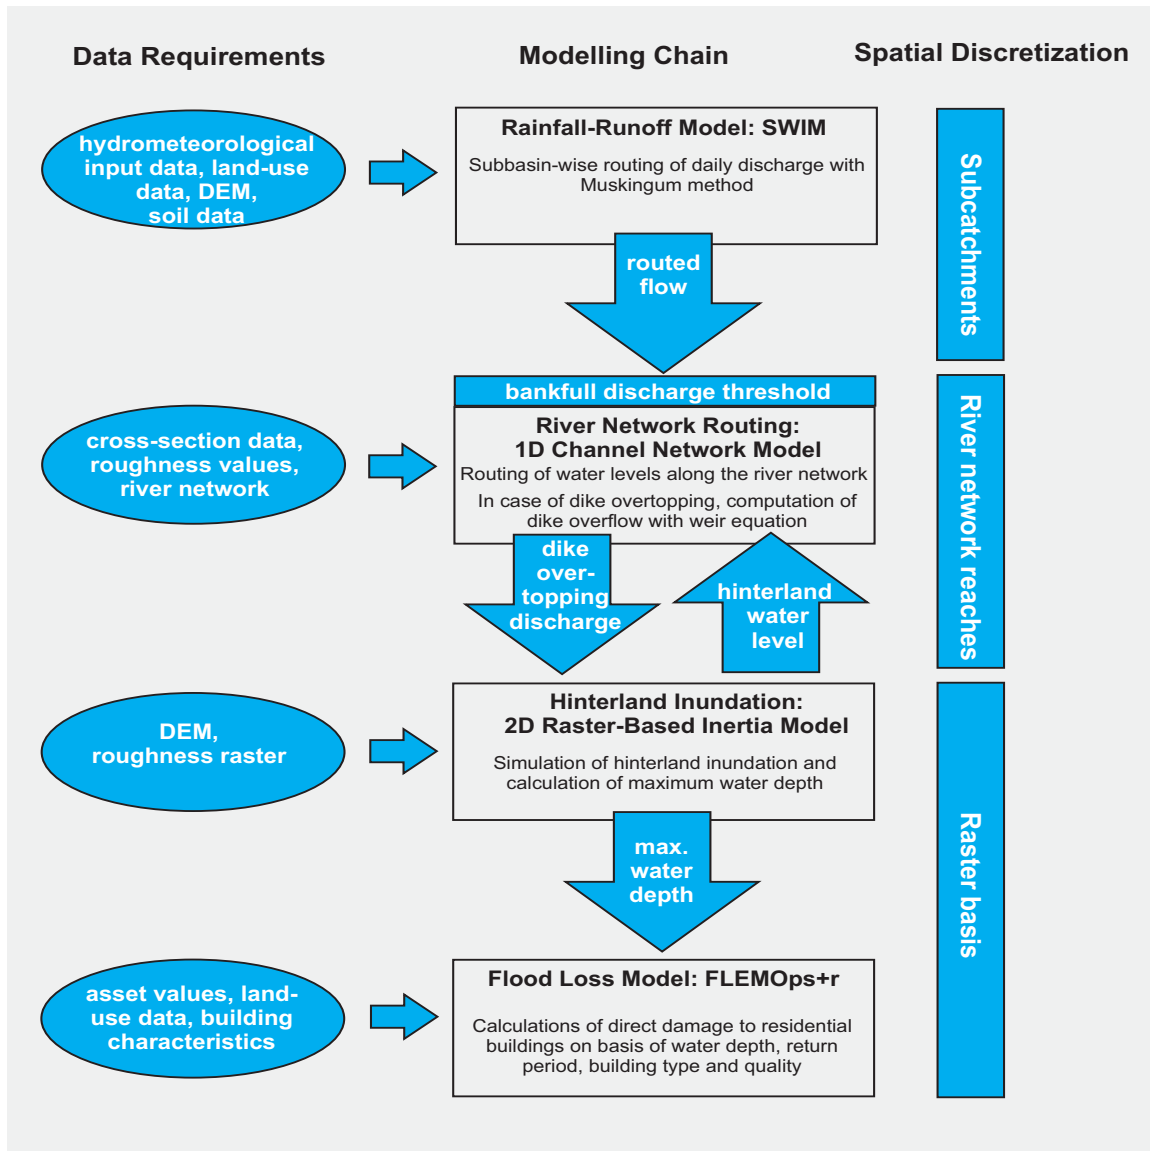 Data Requirements
Modelling Chain
Spatial Discretization
hydrometeorological
input data, land-use
data, DEM,
soil data
Rainfall-Runoff Model: SWIM
Subbasin-wise routing of daily discharge with
Muskingum method
Subcatchments
routed
flow
bankfull discharge threshold
cross-section data,
roughness values,
river network
River Network Routing:
1D Channel Network Model
Routing of water levels along the river network
In case of dike overtopping, computation of
dike overflow with weir equation
River network reaches
dike
over-
topping
discharge
hinterland
water
level
DEM,
roughness raster
Hinterland Inundation:
2D Raster-Based Inertia Model
Simulation of hinterland inundation and
calculation of maximum water depth
Raster basis
max.
water
depth
asset values, land-
use data, building
characteristics
Flood Loss Model: FLEMOps+r
Calculations of direct damage to residential
buildings on basis of water depth, return
period, building type and quality